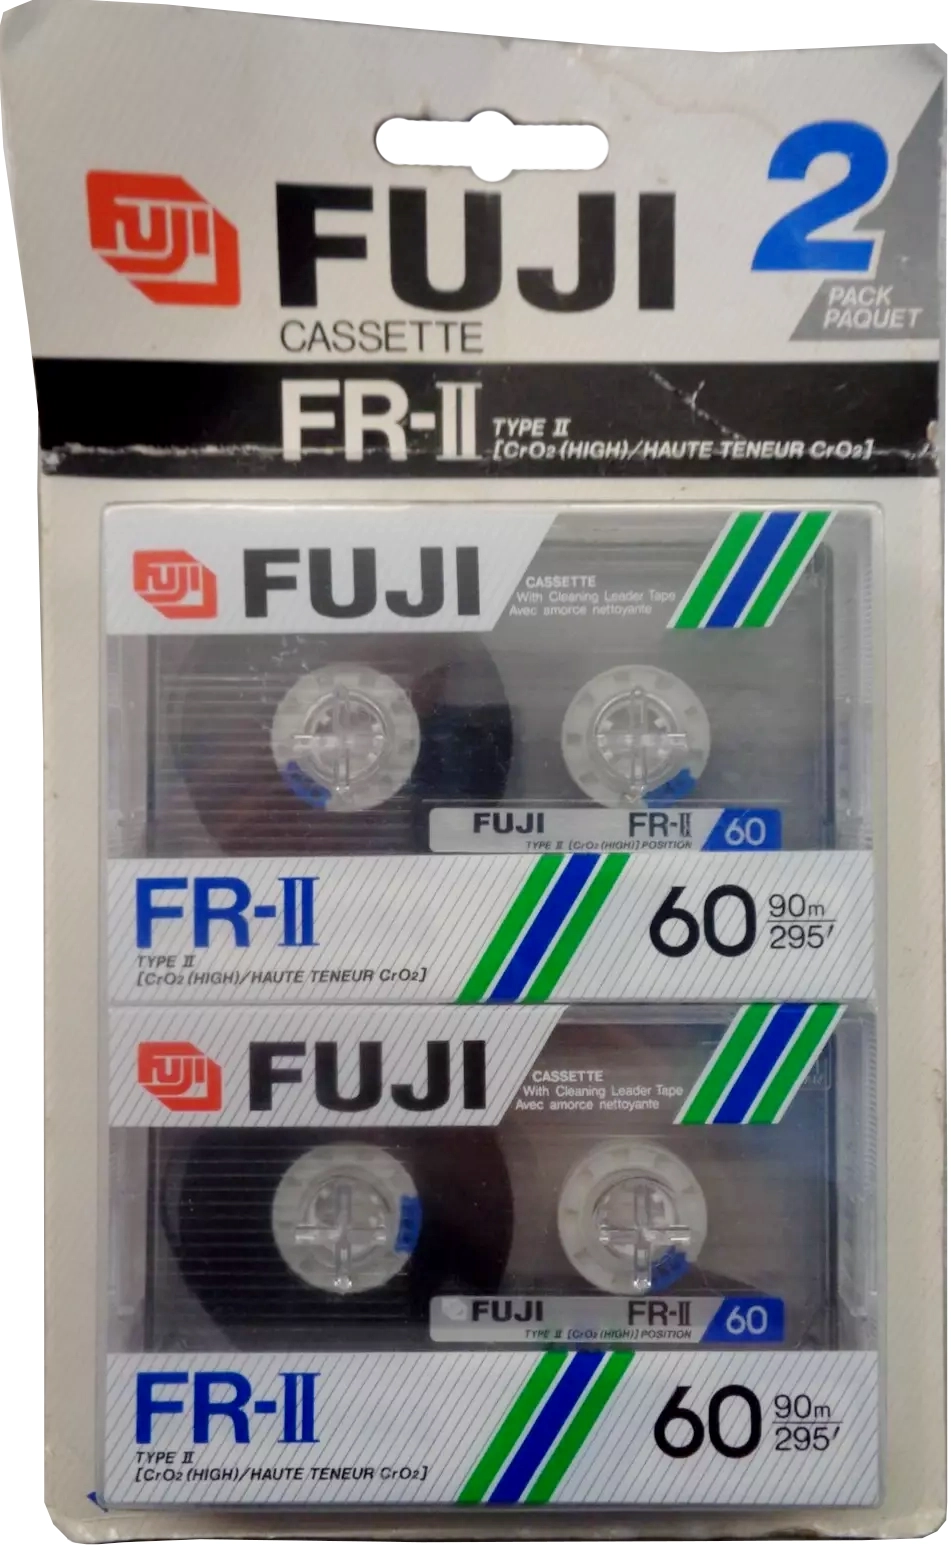 FUJI FUJI 2
CASSETTE
PACK
PAQUET
FR-II TYPE II
[CrO2 (HIGH)/HAUTE TENEUR CrO2]
FUJI FUJI
CASSETTE
With Cleaning Leader Tape
Avec amorce nettoyante
FUJI FR-II 60
TYPE II [CrO2 (HIGH)] POSITION
FR-II 60 90m
295'
TYPE II
[CrO2 (HIGH)/HAUTE TENEUR CrO2]
FUJI FUJI
CASSETTE
With Cleaning Leader Tape
Avec amorce nettoyante
FUJI FR-II 60
TYPE II [CrO2 (HIGH)] POSITION
FR-II 60 90m
295'
TYPE II
[CrO2 (HIGH)/HAUTE TENEUR CrO2]